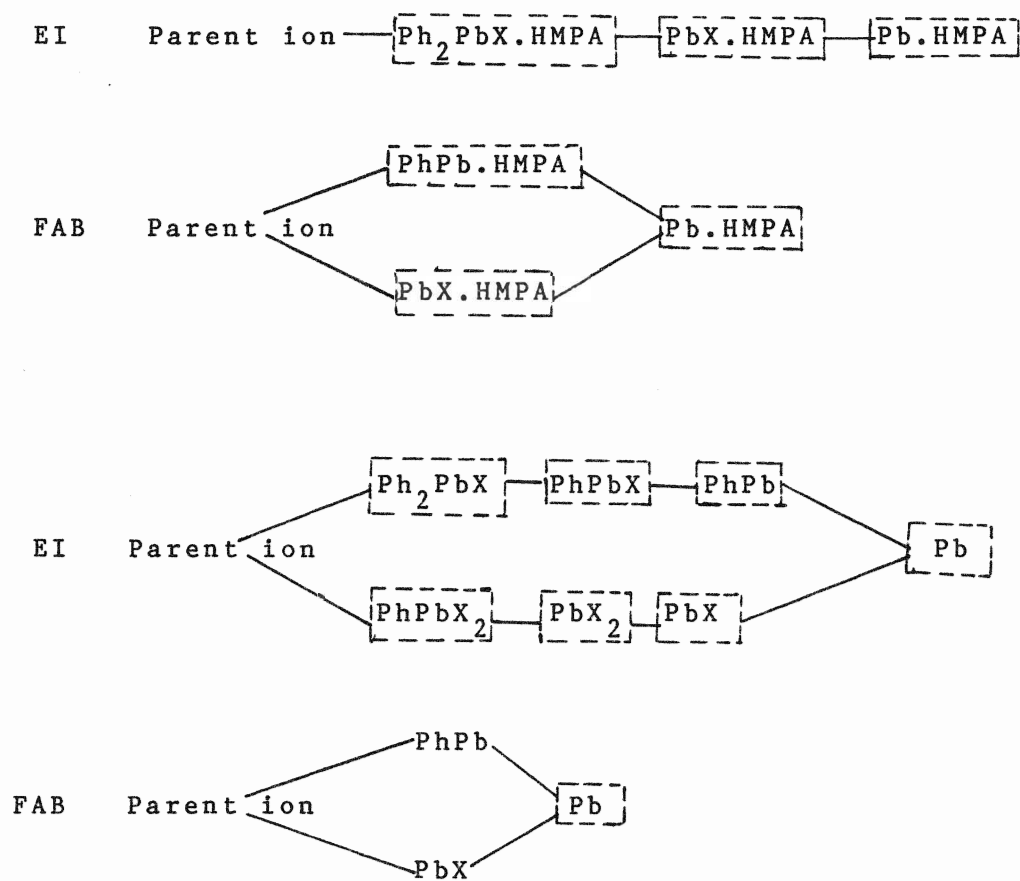 EI Parent ion Ph2PbX.HMPA PbX.HMPA Pb.HMPA
PhPb.HMPA
FAB Parent ion Pb.HMPA
PbX.HMPA
Ph2PbX PhPbX PhPb
EI Parent ion Pb
PhPbX2 PbX2 PbX
PhPb
FAB Parent ion Pb
PbX